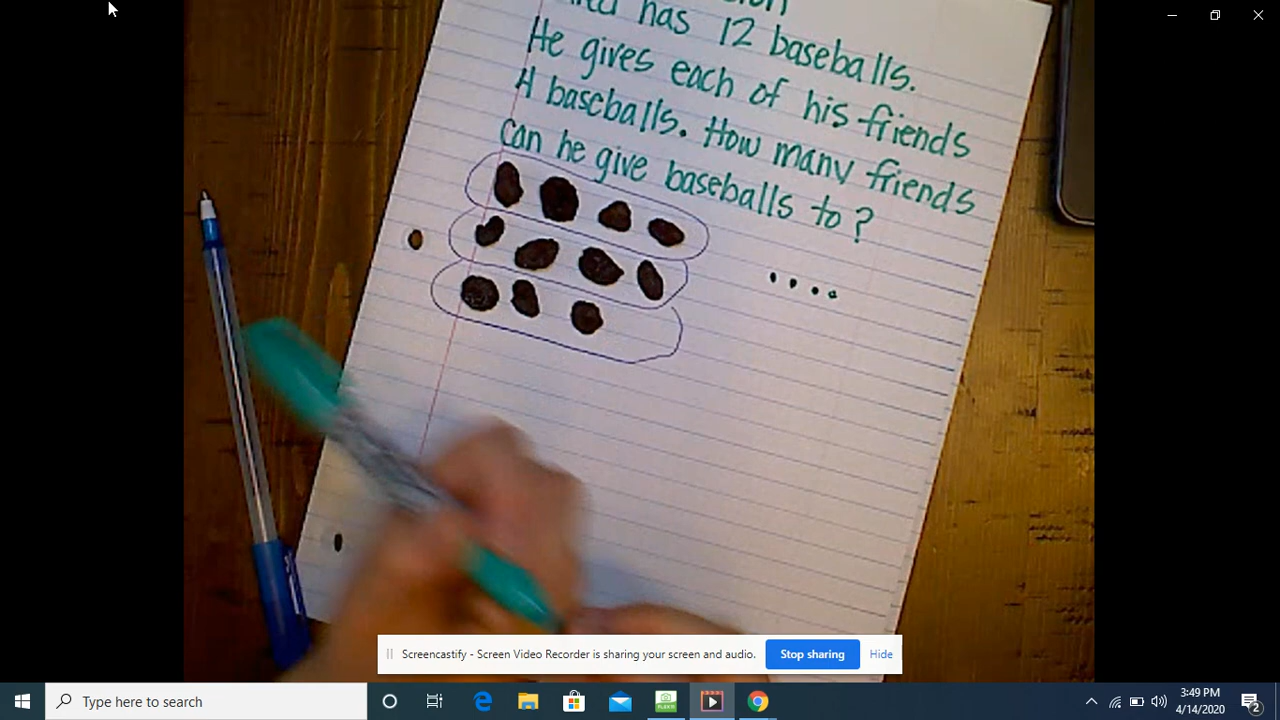 has 12 baseballs.
He gives each of his friends
4 baseballs. How many friends
can he give baseballs to?
Screencastify - Screen Video Recorder is sharing your screen and audio.
Stop sharing
Hide
Type here to search
3:49 PM
4/14/2020
2